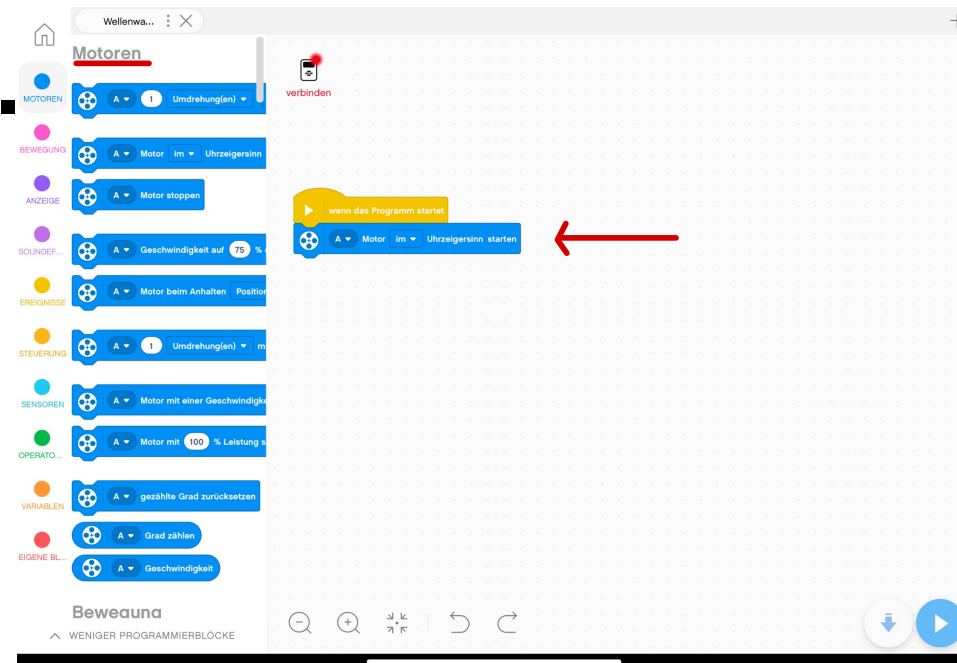 Wellenwa...
Motoren
MOTOREN
BEWEGUNG
ANZEIGE
SOUNDEF...
EREIGNISSE
STEUERUNG
SENSOREN
OPERATO...
VARIABLEN
EIGENE BL...
A 1 Umdrehung(en)
A Motor im Uhrzeigersinn
A Motor stoppen
A Geschwindigkeit auf 75 %
A Motor beim Anhalten Position
A 1 Umdrehung(en) m
A Motor mit einer Geschwindigke
A Motor mit 100 % Leistung s
A gezählte Grad zurücksetzen
A Grad zählen
A Geschwindigkeit
WENIGER PROGRAMMIERBLÖCKE
verbinden
wenn das Programm startet
A Motor im Uhrzeigersinn starten